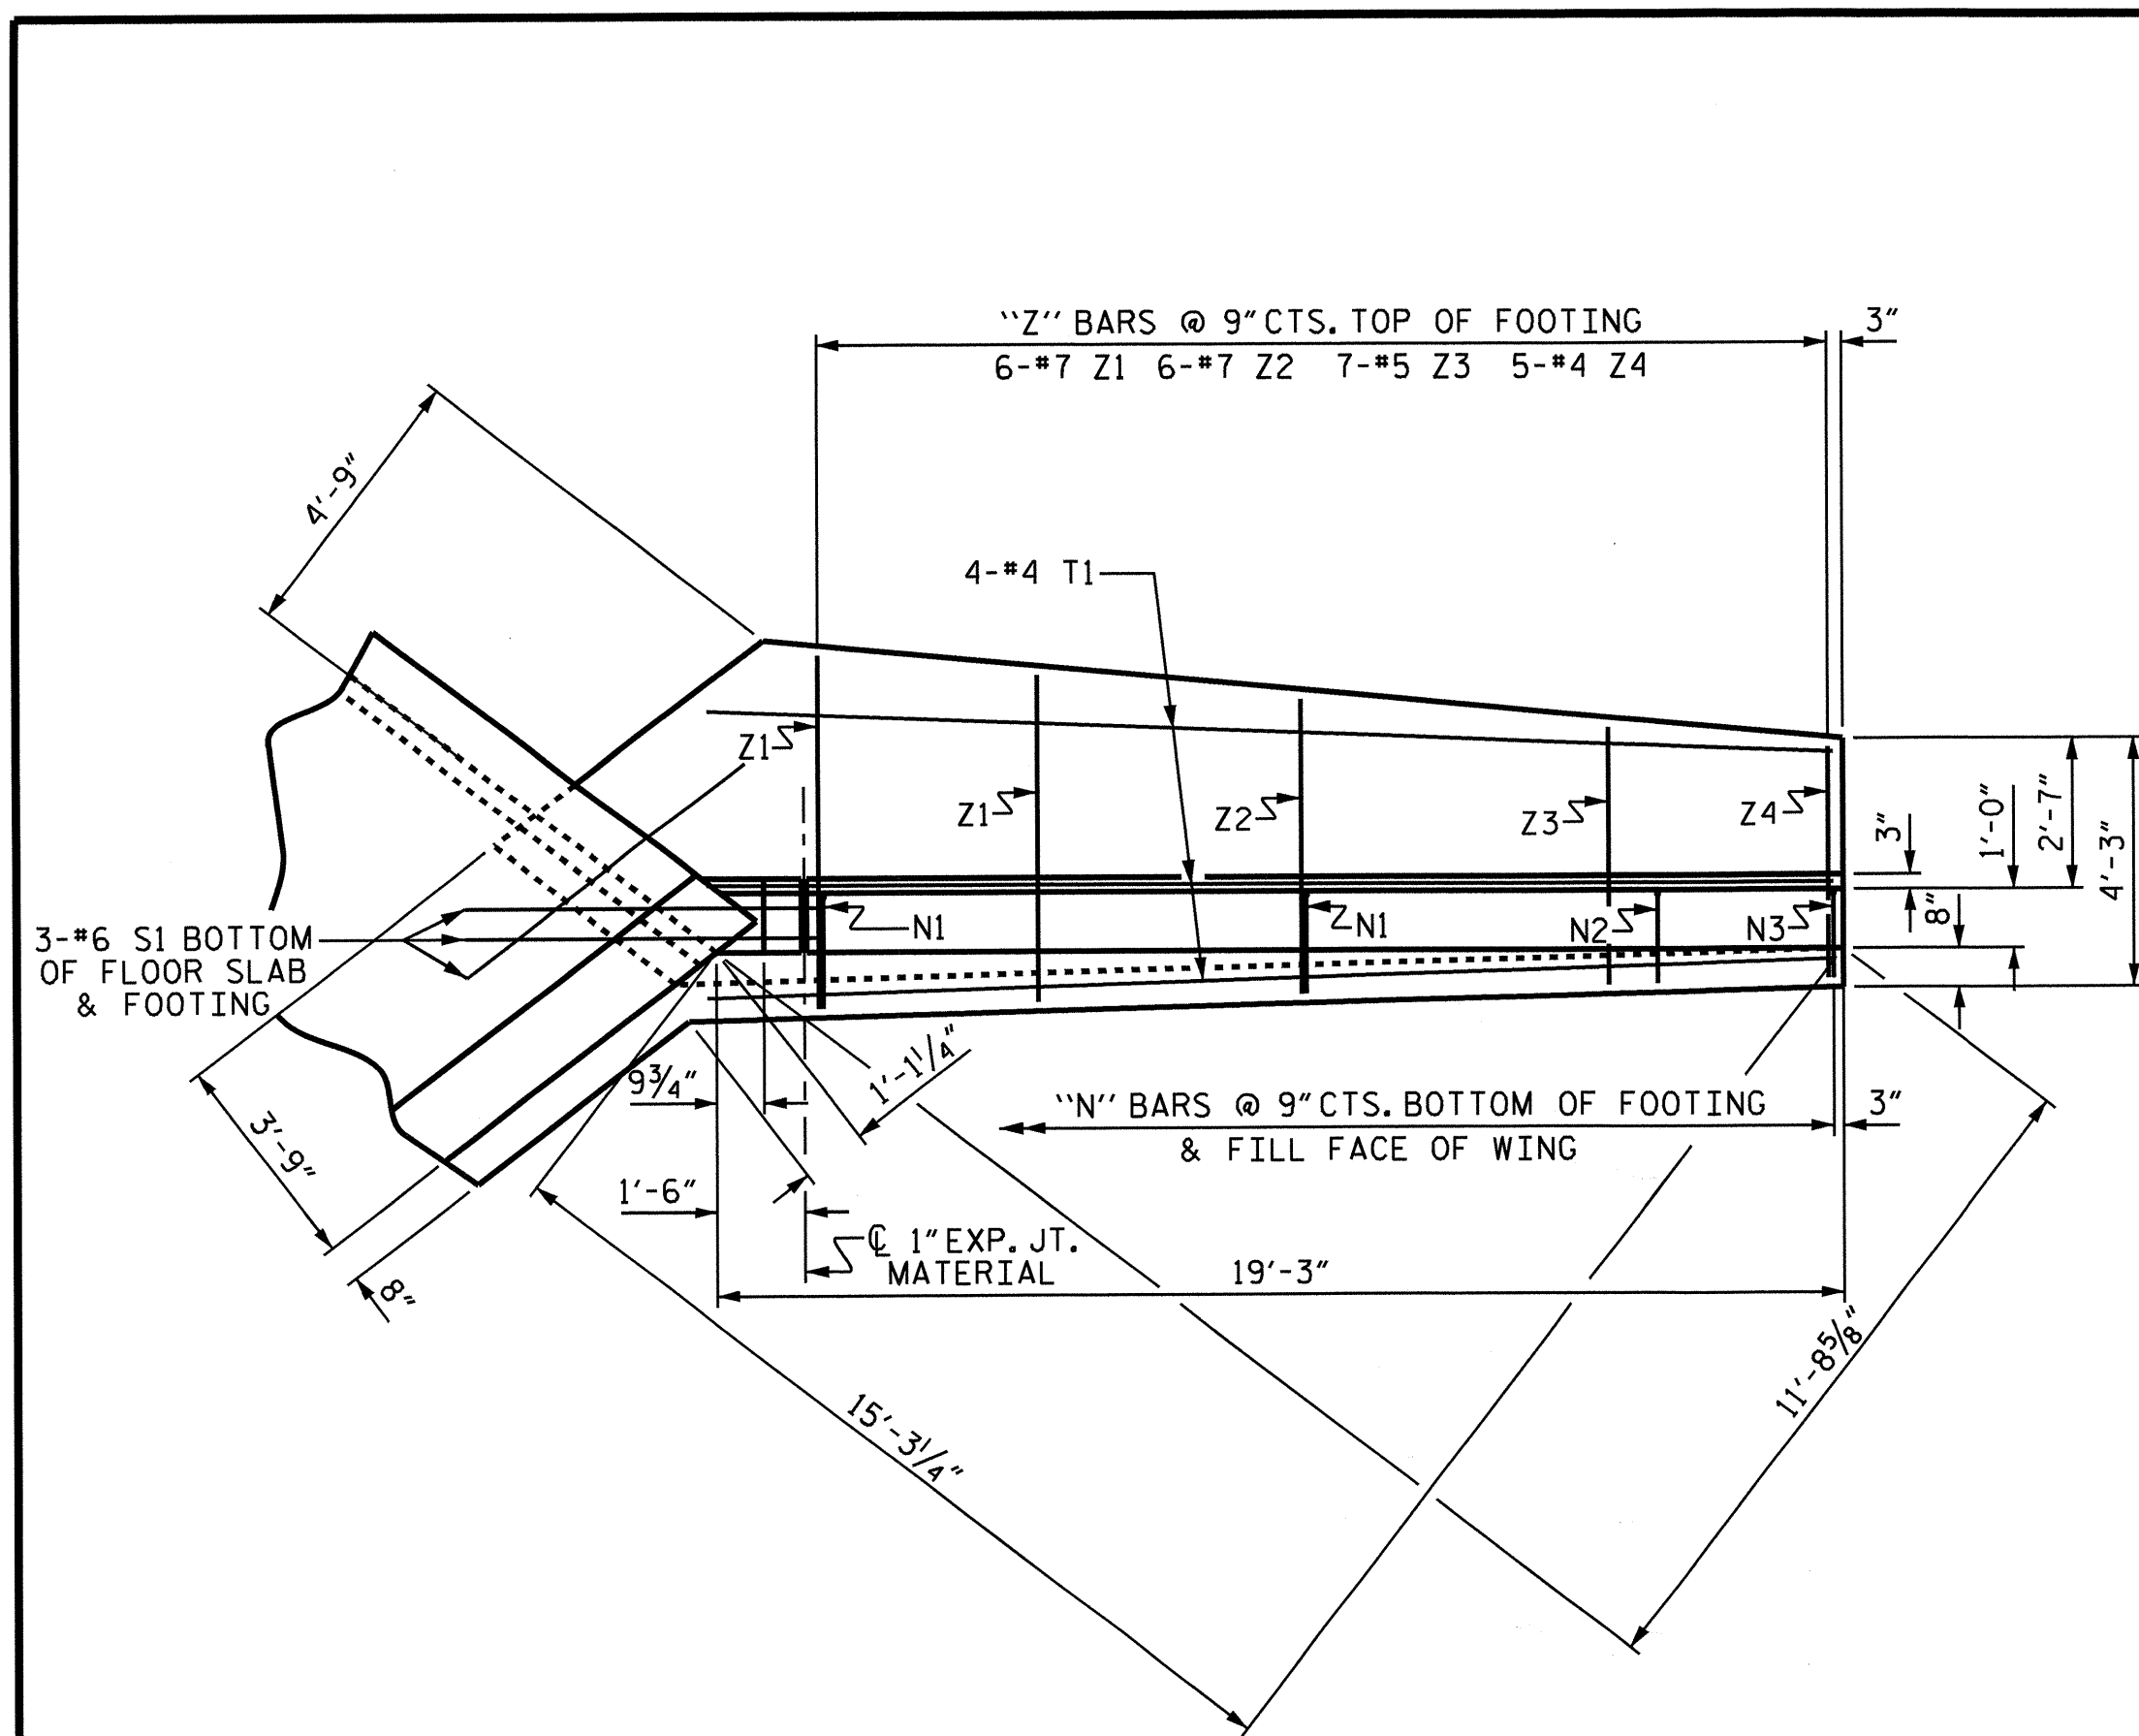 "Z" BARS @ 9" CTS. TOP OF FOOTING
3"
6-#7 Z1 6-#7 Z2 7-#5 Z3 5-#4 Z4
4'-9"
4-#4 T1
Z1
Z1
Z2
Z3
Z4
3"
1'-0"
2'-7"
4'-3"
8"
N1
N1
N2
N3
3-#6 S1 BOTTOM
OF FLOOR SLAB
& FOOTING
9¾"
1'-1¼"
"N" BARS @ 9" CTS. BOTTOM OF FOOTING
3"
& FILL FACE OF WING
3'-9"
1'-6"
℄ 1" EXP. JT.
MATERIAL
19'-3"
8"
11'-8⅝"
15'-3¼"